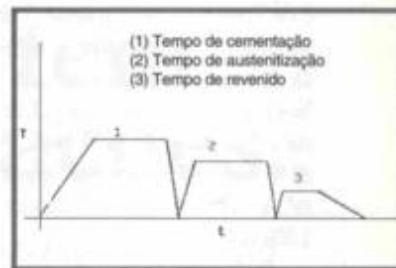 (1) Tempo de cementação
(2) Tempo de austenitização
(3) Tempo de revenido
T
1
2
3
t